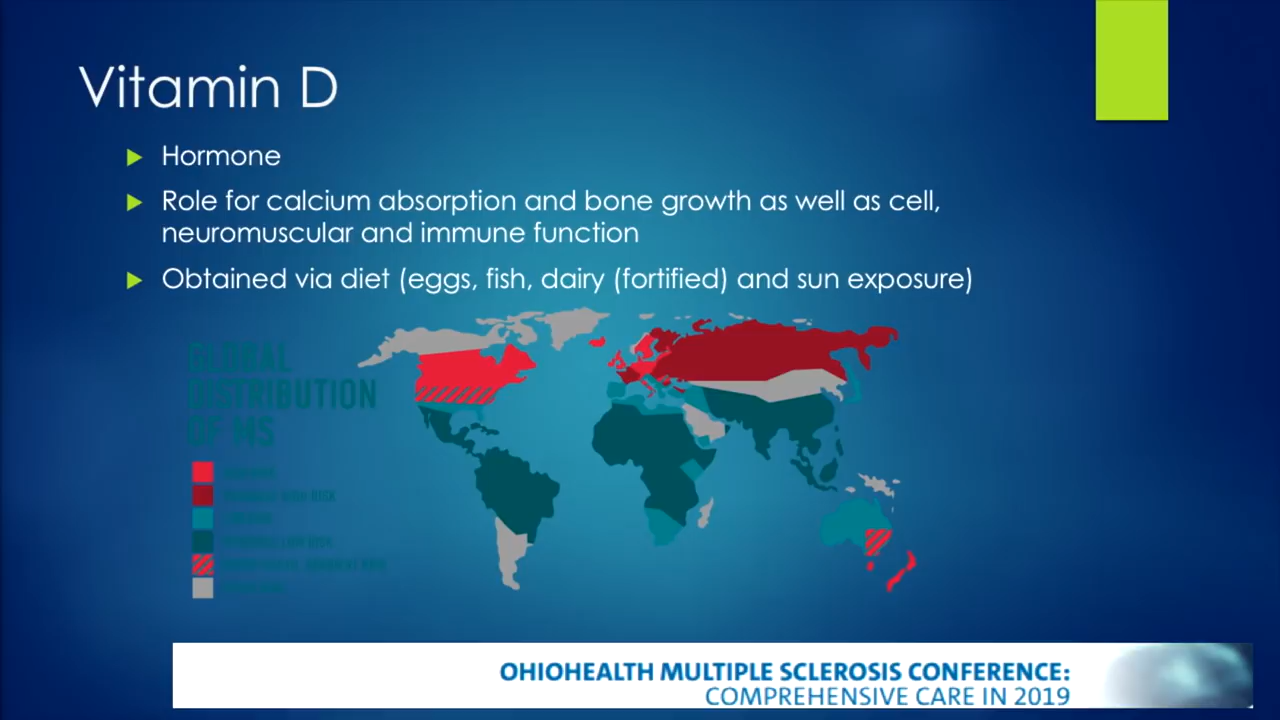 Vitamin D
Hormone
Role for calcium absorption and bone growth as well as cell,
neuromuscular and immune function
Obtained via diet (eggs, fish, dairy (fortified) and sun exposure)
GLOBAL
DISTRIBUTION
OF MS
RISK
OHIOHEALTH MULTIPLE SCLEROSIS CONFERENCE:
COMPREHENSIVE CARE IN 2019